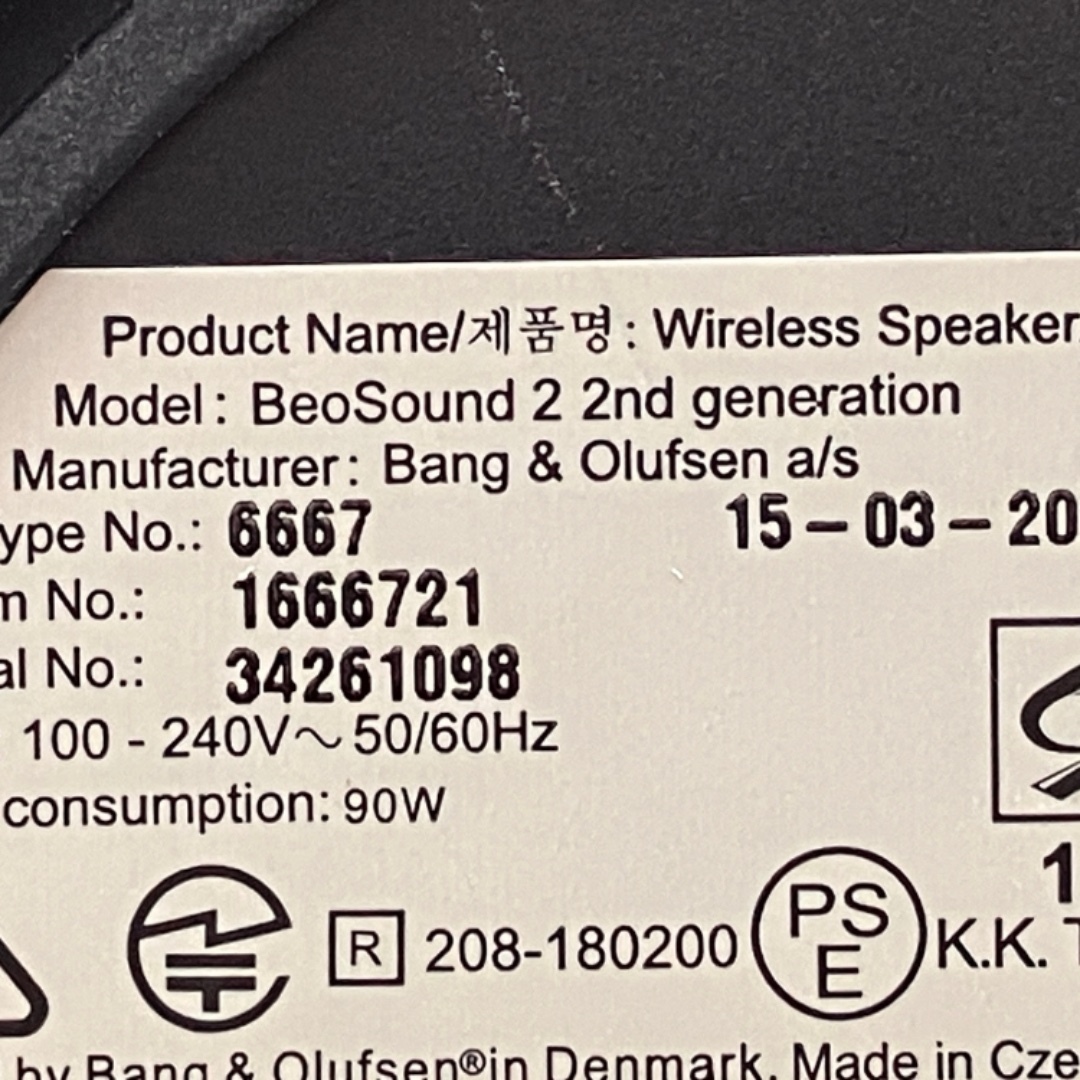 Product Name/제품명: Wireless Speaker
Model: BeoSound 2 2nd generation
Manufacturer: Bang & Olufsen a/s
ype No.: 6667 15-03-20
m No.: 1666721
al No.: 34261098
100 - 240V~50/60Hz
consumption: 90W
1
R 208-180200 PSE K.K. T
by Bang & Olufsen®in Denmark. Made in Cze